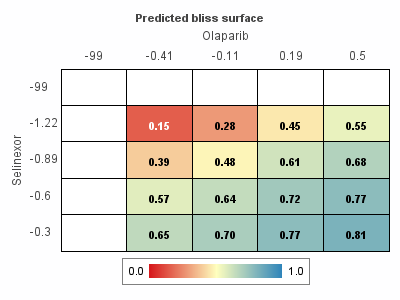 Predicted bliss surface
Olaparib
-99 -0.41 -0.11 0.19 0.5
Selinexor
-99
-1.22 0.15 0.28 0.45 0.55
-0.89 0.39 0.48 0.61 0.68
-0.6 0.57 0.64 0.72 0.77
-0.3 0.65 0.70 0.77 0.81
0.0 1.0